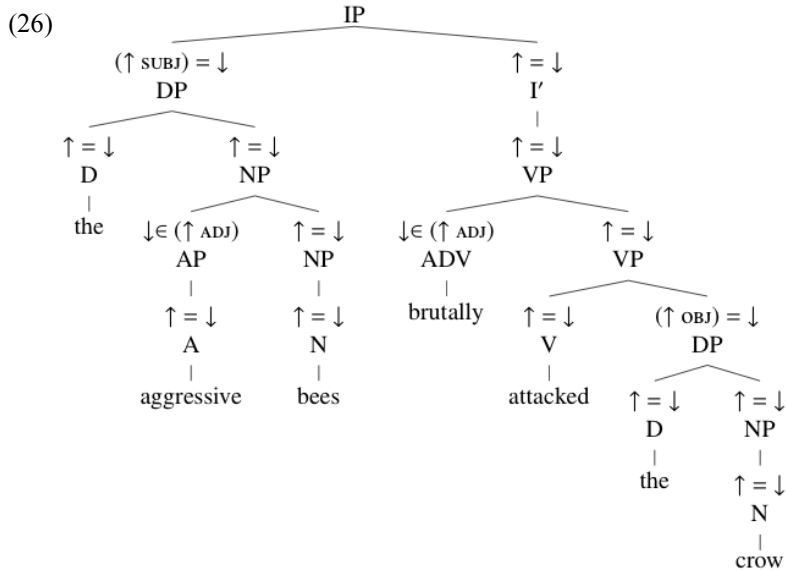 (26) IP
(↑ SUBJ) = ↓ ↑ = ↓
DP I′
↑ = ↓ ↑ = ↓ ↑ = ↓
D NP VP
the ↓∈ (↑ ADJ) ↑ = ↓ ↓∈ (↑ ADJ) ↑ = ↓
AP NP ADV VP
↑ = ↓ ↑ = ↓ brutally ↑ = ↓ (↑ OBJ) = ↓
A N V DP
aggressive bees attacked ↑ = ↓ ↑ = ↓
D NP
the ↑ = ↓
N
crow